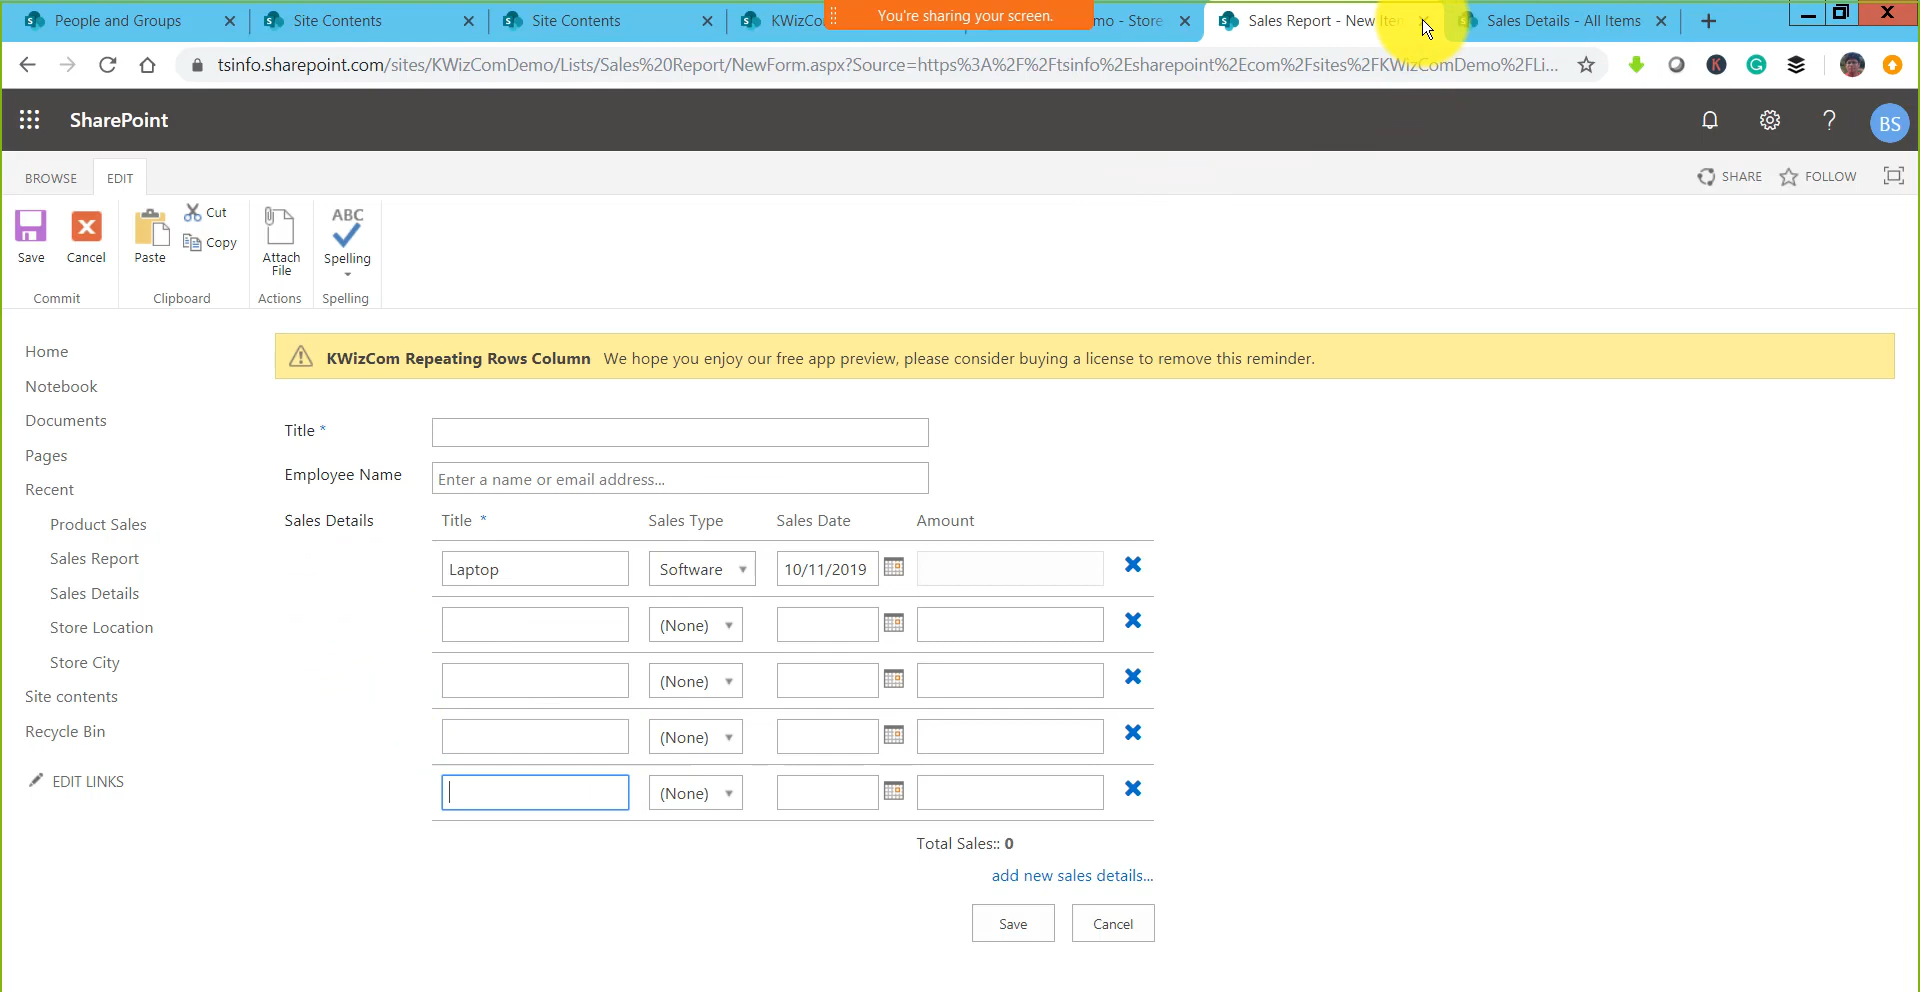 People and Groups
Site Contents
Site Contents
KWizCo
You're sharing your screen.
mo - Store
Sales Report - New Ite
Sales Details - All Items
tsinfo.sharepoint.com/sites/KWizComDemo/Lists/Sales%20Report/NewForm.aspx?Source=https%3A%2F%2Ftsinfo%2Esharepoint%2Ecom%2Fsites%2FKWizComDemo%2FLi...
SharePoint
BS
BROWSE
EDIT
SHARE
FOLLOW
Save
Cancel
Paste
Cut
Copy
Attach File
ABC
Spelling
Commit
Clipboard
Actions
Spelling
Home
Notebook
Documents
Pages
Recent
Product Sales
Sales Report
Sales Details
Store Location
Store City
Site contents
Recycle Bin
EDIT LINKS
KWizCom Repeating Rows Column We hope you enjoy our free app preview, please consider buying a license to remove this reminder.
Title *
Employee Name
Enter a name or email address...
Sales Details
Title * Sales Type Sales Date Amount
Laptop Software 10/11/2019
(None)
(None)
(None)
(None)
Total Sales:: 0
add new sales details...
Save Cancel